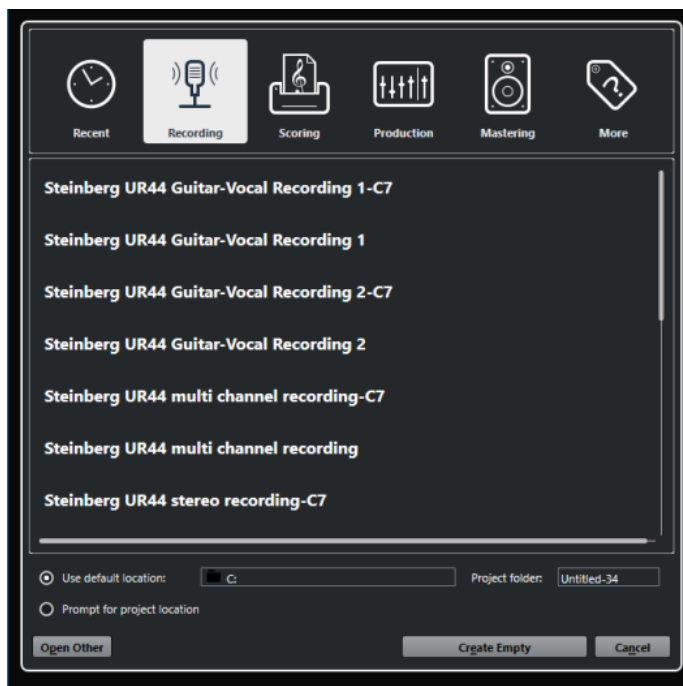 Recent Recording Scoring Production Mastering More
Steinberg UR44 Guitar-Vocal Recording 1-C7
Steinberg UR44 Guitar-Vocal Recording 1
Steinberg UR44 Guitar-Vocal Recording 2-C7
Steinberg UR44 Guitar-Vocal Recording 2
Steinberg UR44 multi channel recording-C7
Steinberg UR44 multi channel recording
Steinberg UR44 stereo recording-C7
Use default location: C: Project folder: Untitled-34
Prompt for project location
Open Other Create Empty Cancel